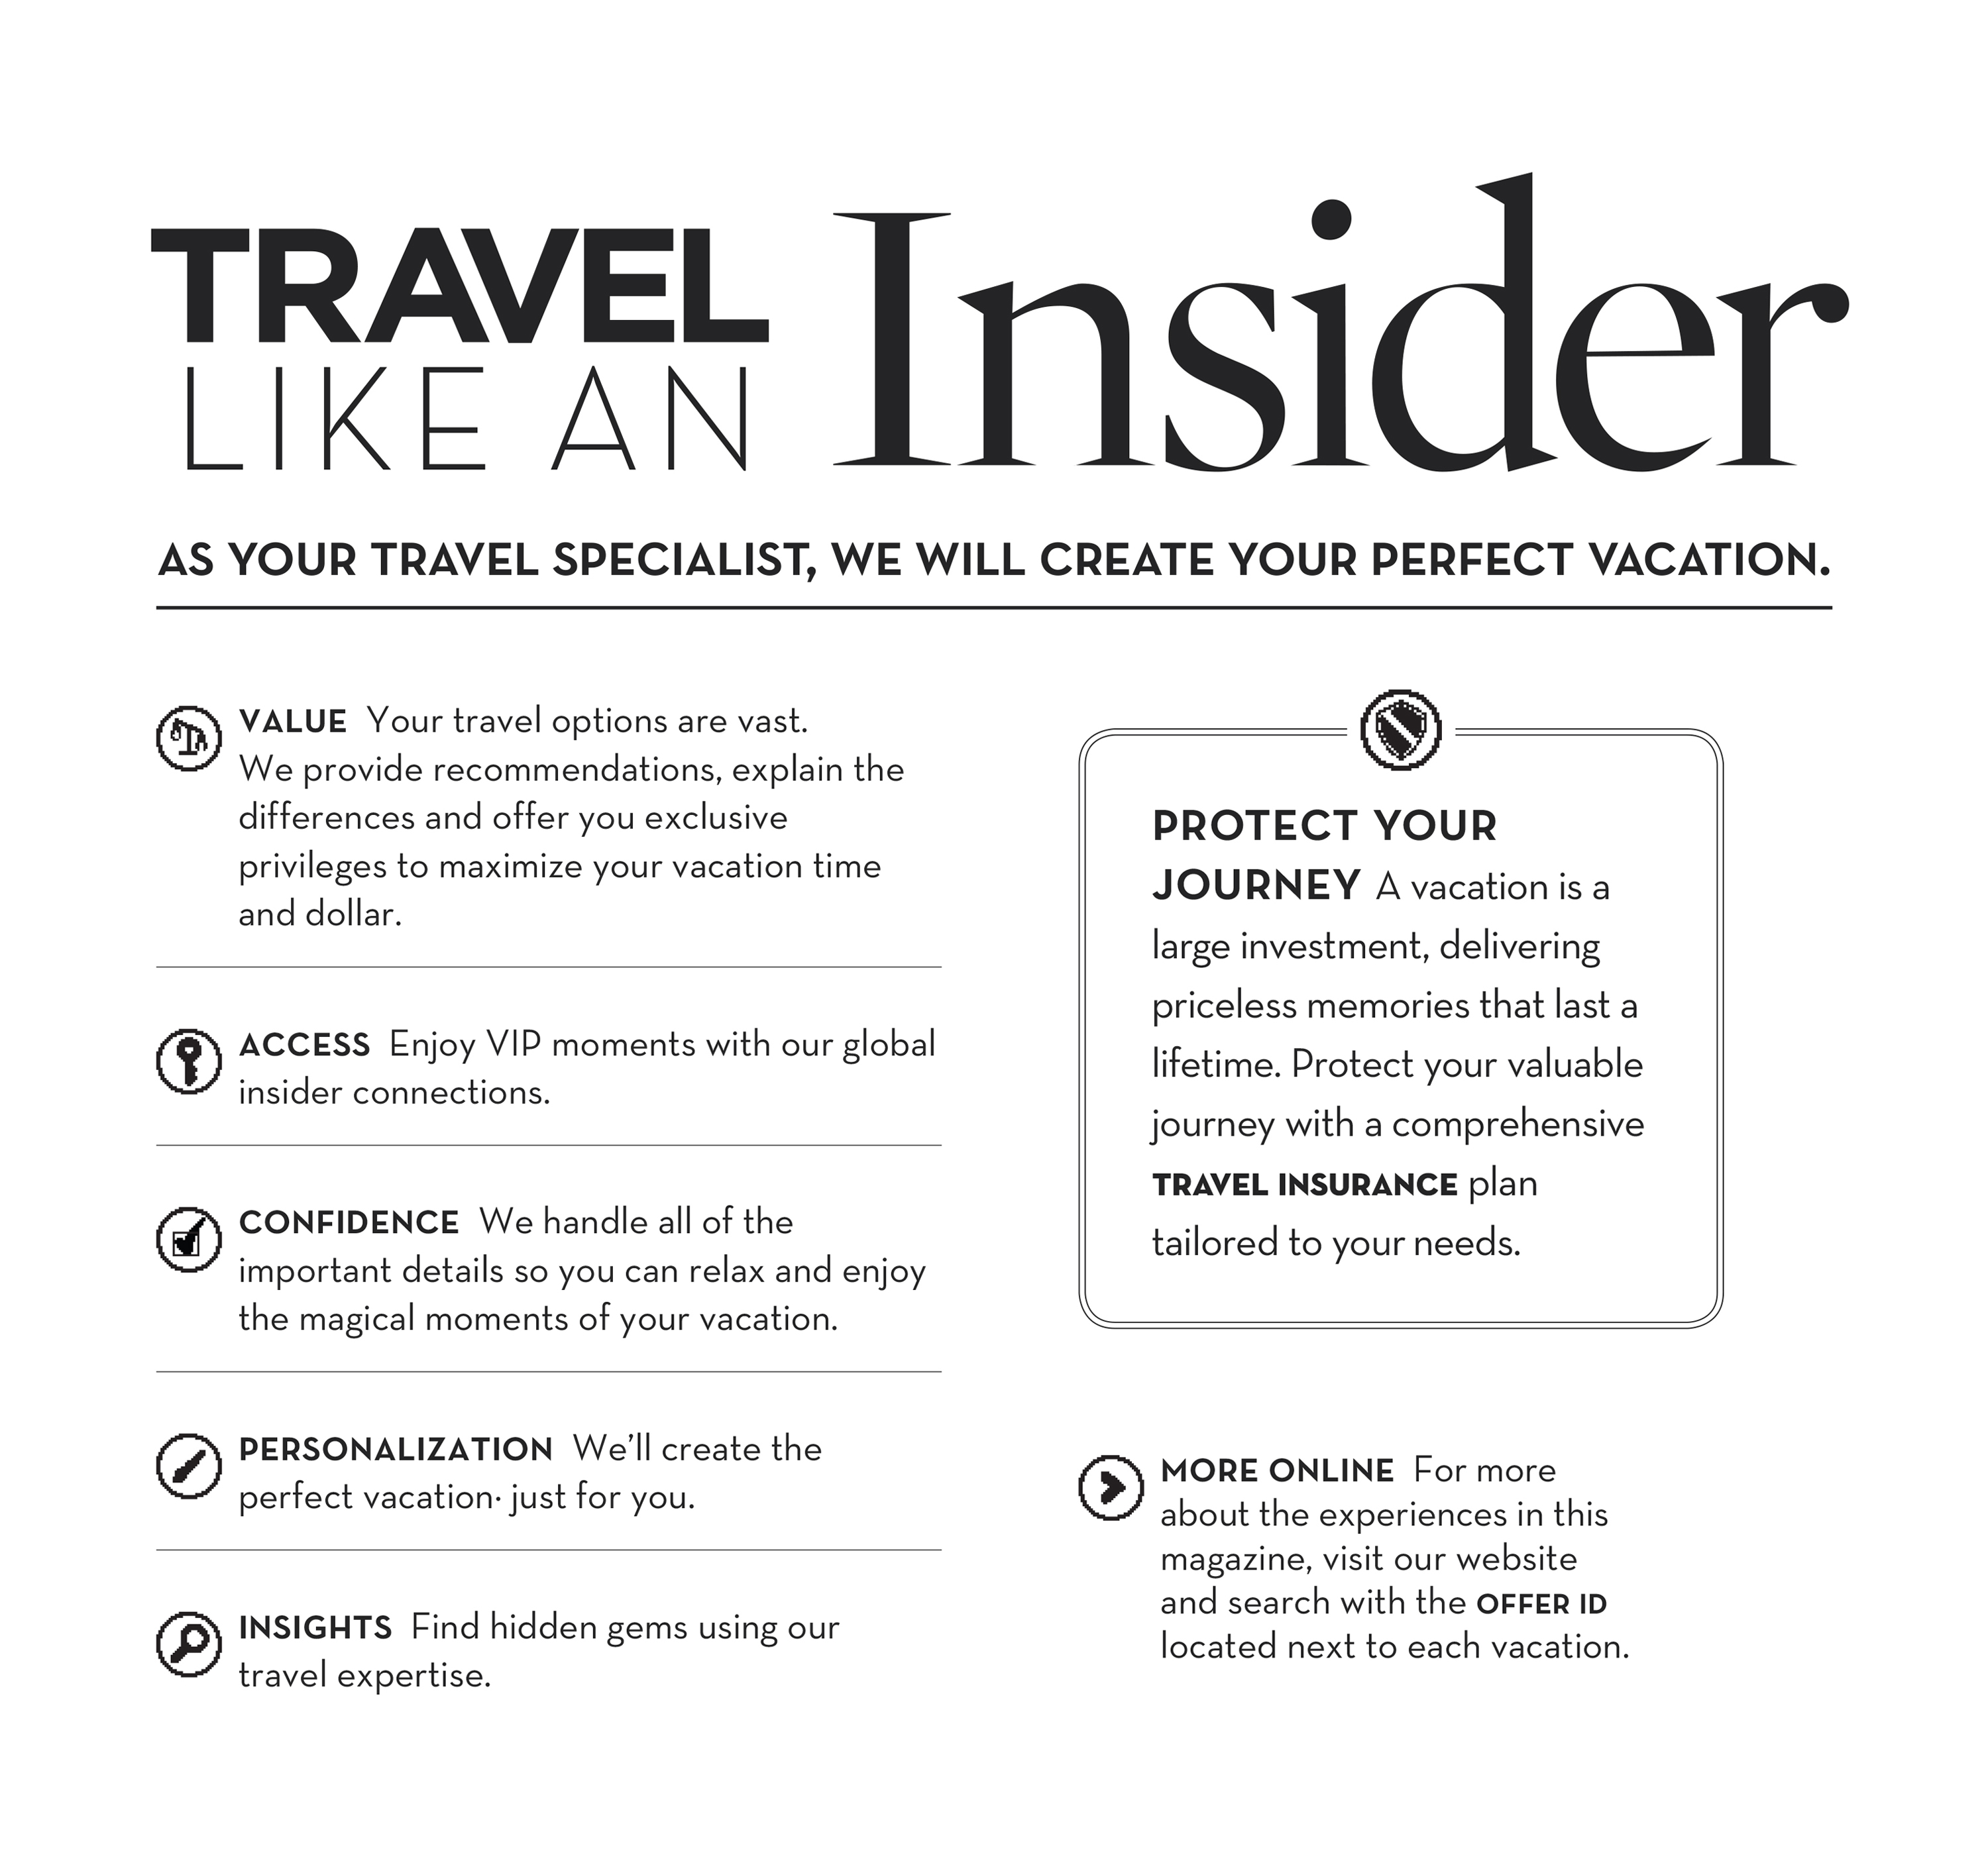 TRAVEL
LIKE AN
Insider
AS YOUR TRAVEL SPECIALIST, WE WILL CREATE YOUR PERFECT VACATION.
VALUE Your travel options are vast.
We provide recommendations, explain the
differences and offer you exclusive
privileges to maximize your vacation time
and dollar.
ACCESS Enjoy VIP moments with our global
insider connections.
CONFIDENCE We handle all of the
important details so you can relax and enjoy
the magical moments of your vacation.
PERSONALIZATION We’ll create the
perfect vacation· just for you.
INSIGHTS Find hidden gems using our
travel expertise.
PROTECT YOUR
JOURNEY A vacation is a
large investment, delivering
priceless memories that last a
lifetime. Protect your valuable
journey with a comprehensive
TRAVEL INSURANCE plan
tailored to your needs.
MORE ONLINE For more
about the experiences in this
magazine, visit our website
and search with the OFFER ID
located next to each vacation.